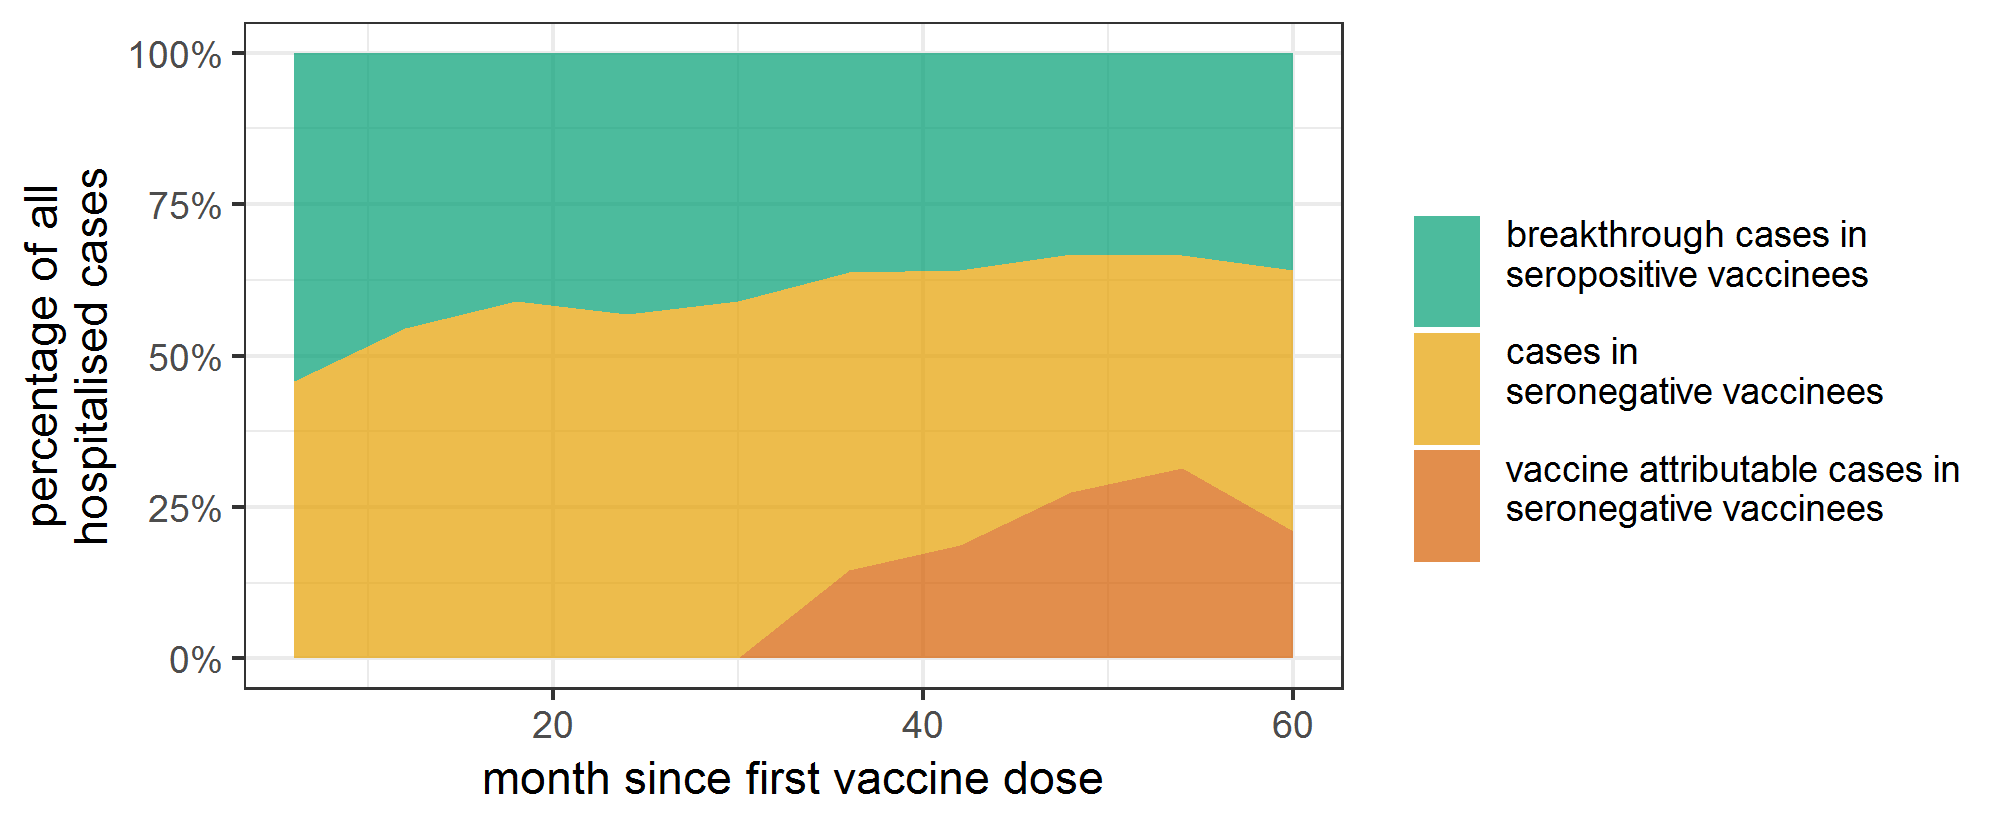 percentage of all
hospitalised cases
100%
75%
50%
25%
0%
20
40
60
month since first vaccine dose
breakthrough cases in
seropositive vaccinees
cases in
seronegative vaccinees
vaccine attributable cases in
seronegative vaccinees